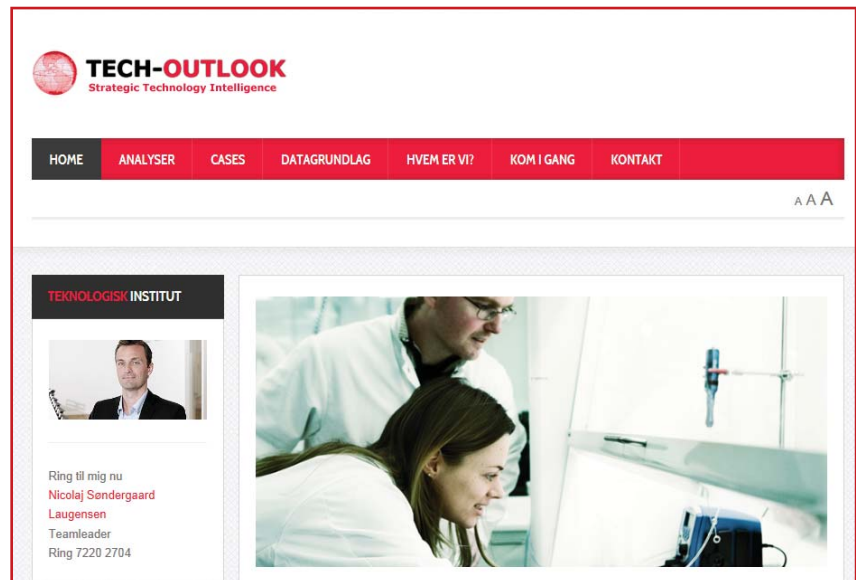 TECH-OUTLOOK
Strategic Technology Intelligence
HOME ANALYSER CASES DATAGRUNDLAG HVEM ER VI? KOM I GANG KONTAKT
A A A
TEKNOLOGISK INSTITUT
Ring til mig nu
Nicolaj Søndergaard
Laugensen
Teamleader
Ring 7220 2704